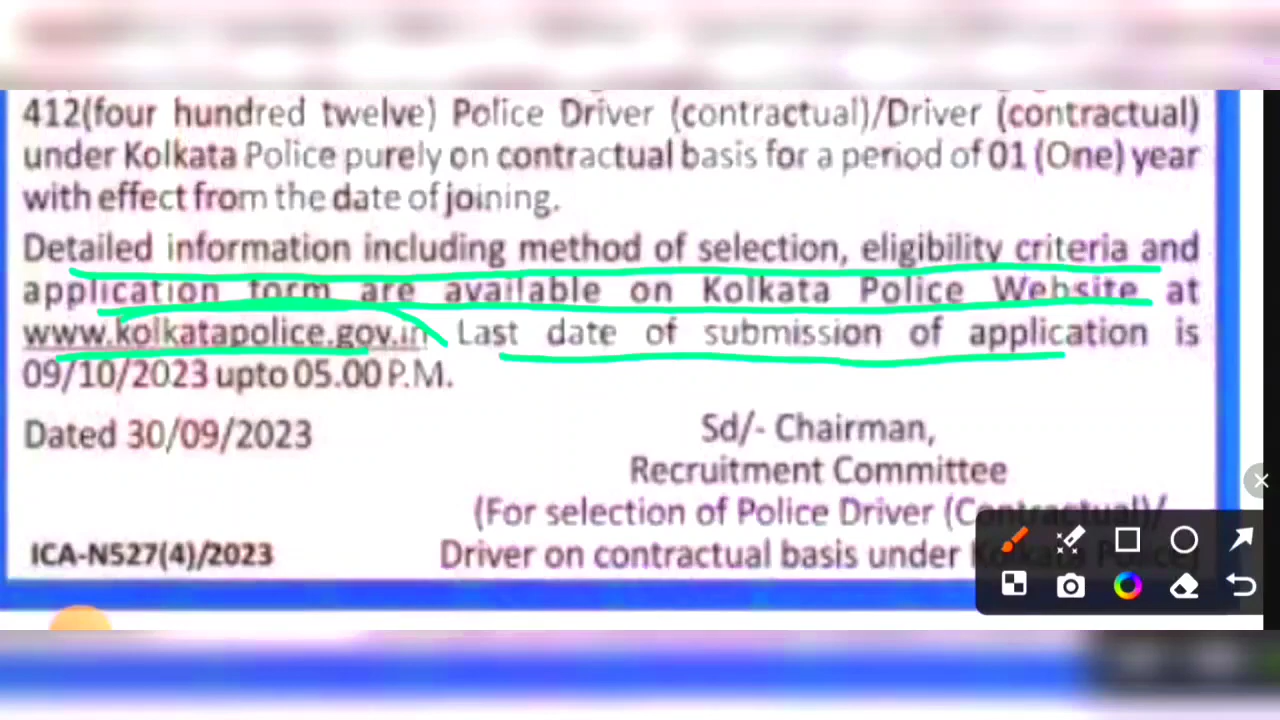 412(four hundred twelve) Police Driver (contractual)/Driver (contractual)
under Kolkata Police purely on contractual basis for a period of 01 (One) year
with effect from the date of joining.
Detailed information including method of selection, eligibility criteria and
application form are available on Kolkata Police Website at
www.kolkatapolice.gov.in Last date of submission of application is
09/10/2023 upto 05.00 P.M.
Dated 30/09/2023
Sd/- Chairman,
Recruitment Committee
(For selection of Police Driver (Contractual)/
ICA-N527(4)/2023
Driver on contractual basis under Kolkata Police)